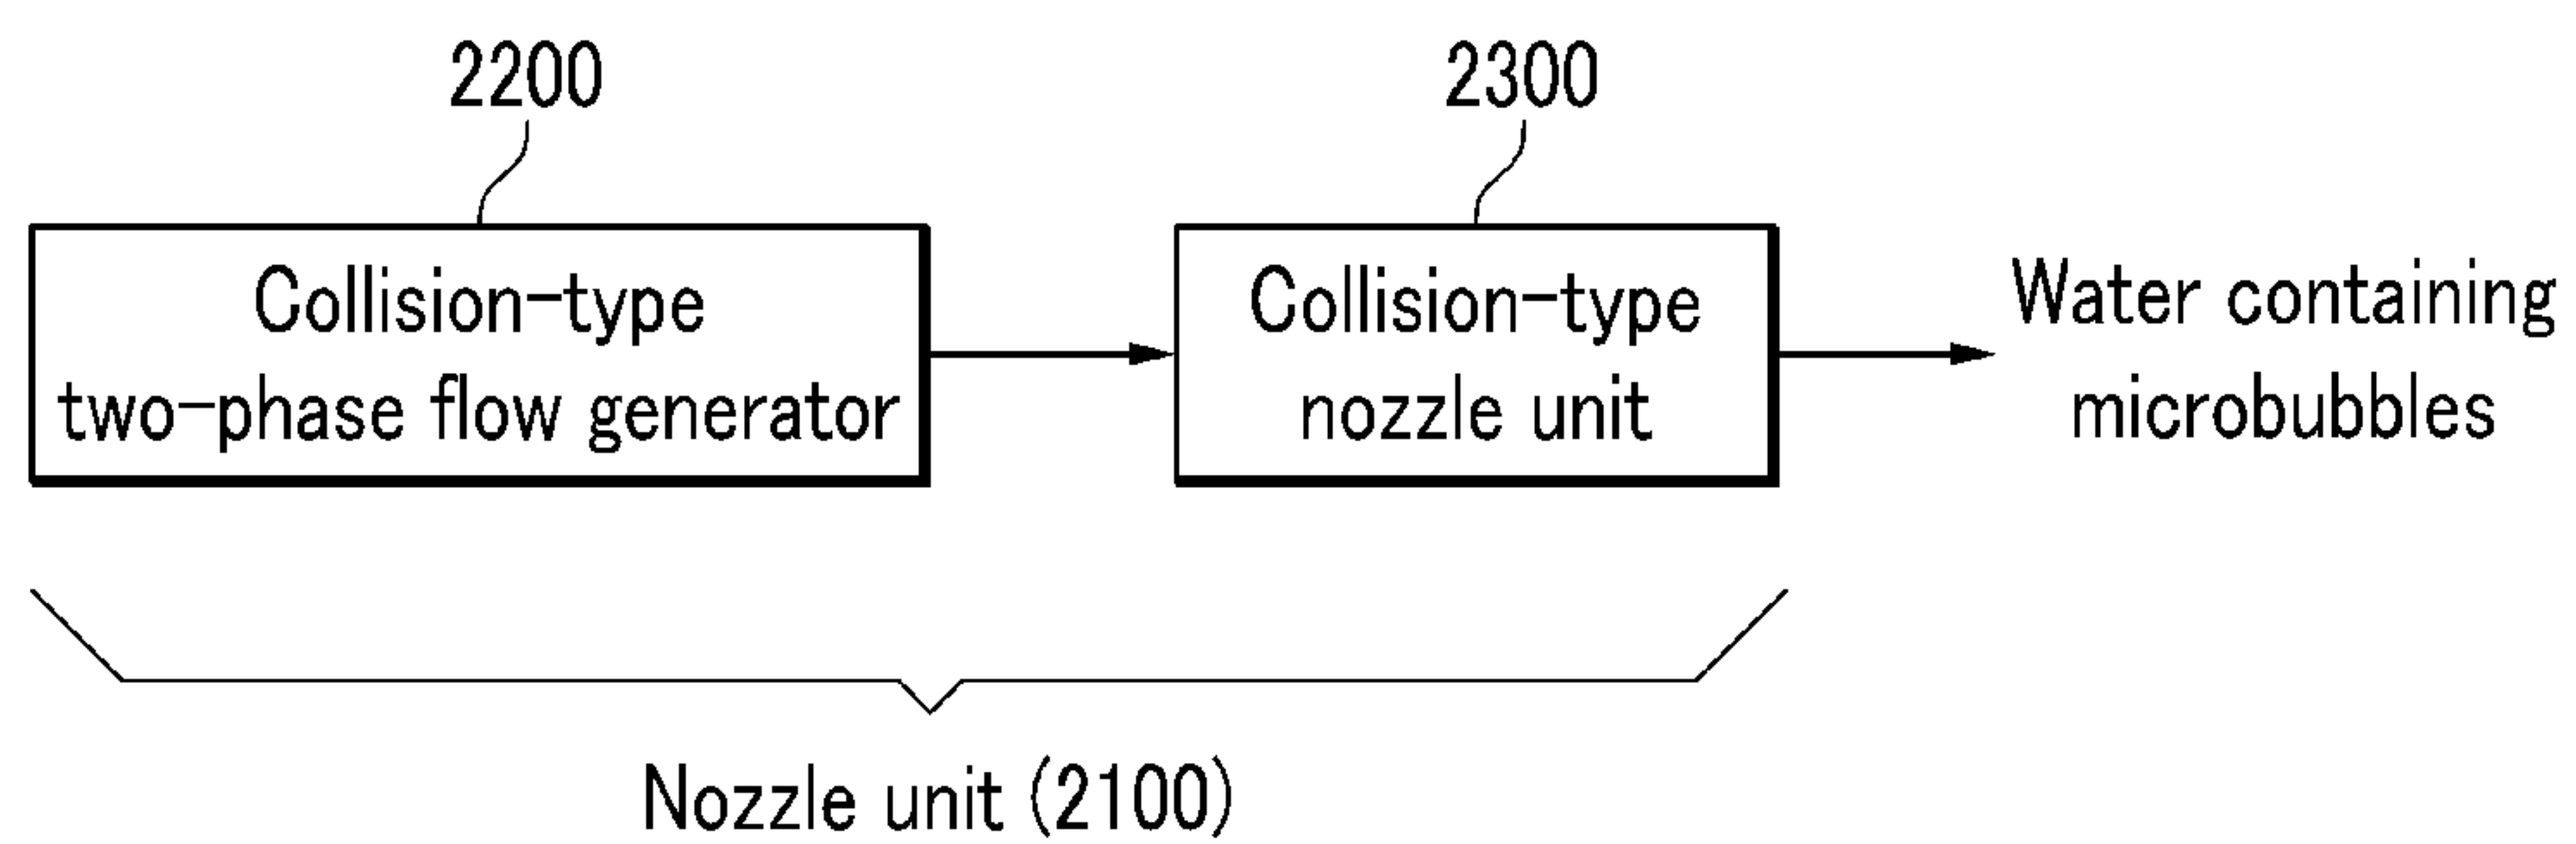 2200
2300
Collision-type
two-phase flow generator
Collision-type
nozzle unit
Water containing
microbubbles
Nozzle unit (2100)